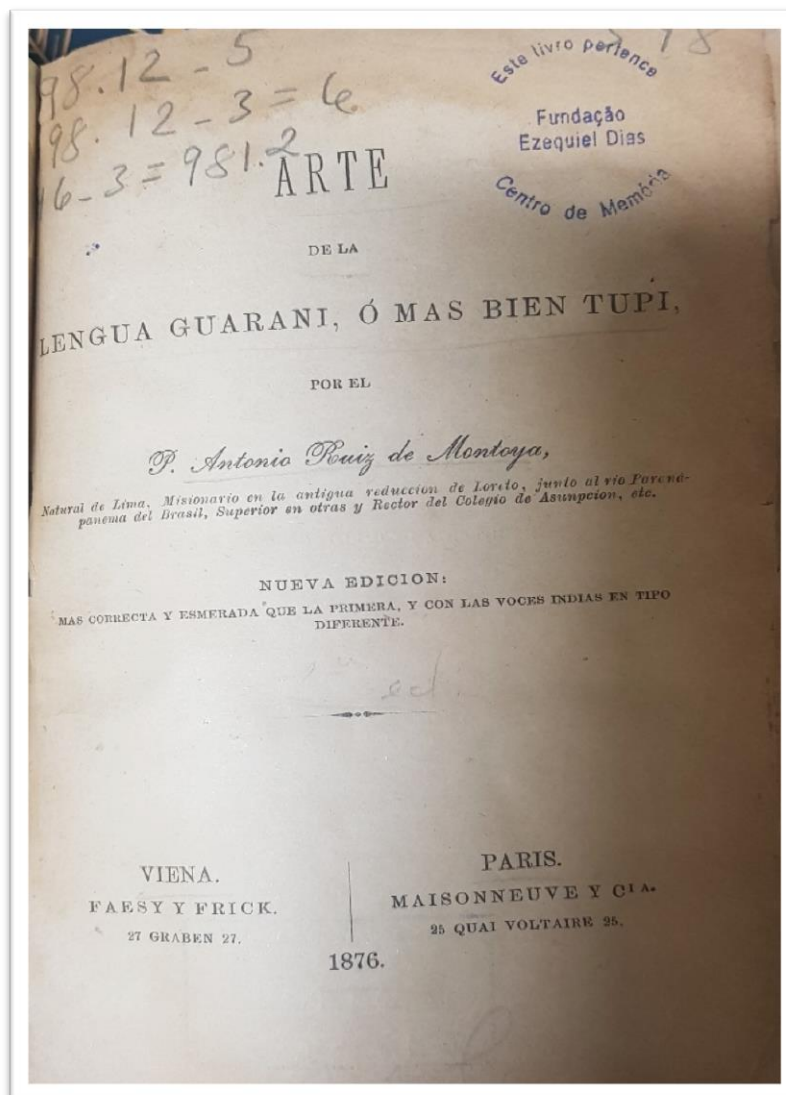 98.12 - 5
98.12 - 3 = 6
16 - 3 = 981.2
Este livro pertence
Fundação
Ezequiel Dias
Centro de Memória
ARTE
DE LA
LENGUA GUARANI, Ó MAS BIEN TUPI,
POR EL
P. Antonio Ruiz de Montoya,
Natural de Lima, Misionario en la antigua reduccion de Loreto, junto al rio Parená-
panema del Brasil, Superior en otras y Rector del Colegio de Asunpcion, etc.
NUEVA EDICION:
MAS CORRECTA Y ESMERADA QUE LA PRIMERA, Y CON LAS VOCES INDIAS EN TIPO
DIFERENTE.
ed.
VIENA.
FAESY Y FRICK.
27 GRABEN 27.
PARIS.
MAISONNEUVE Y CIA.
25 QUAI VOLTAIRE 25.
1876.